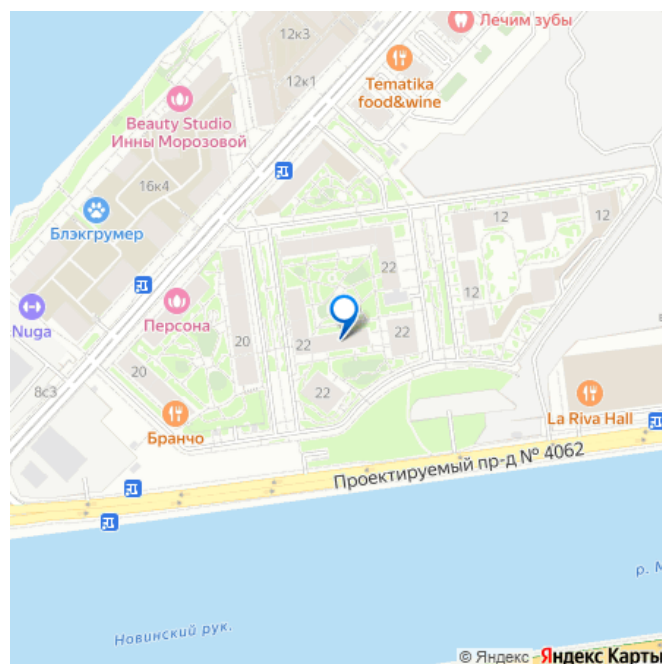 Лечим зубы
12к3
Tematika
food&wine
12к1
Beauty Studio
Инны Морозовой
16к4
Блэкгрумер
12
12
22
12
Nuga
Персона
22
20
22
22
20
8с3
Бранчо
La Riva Hall
Проектируемый пр-д № 4062
р. М
Новинский рук.
© Яндекс Яндекс Карты